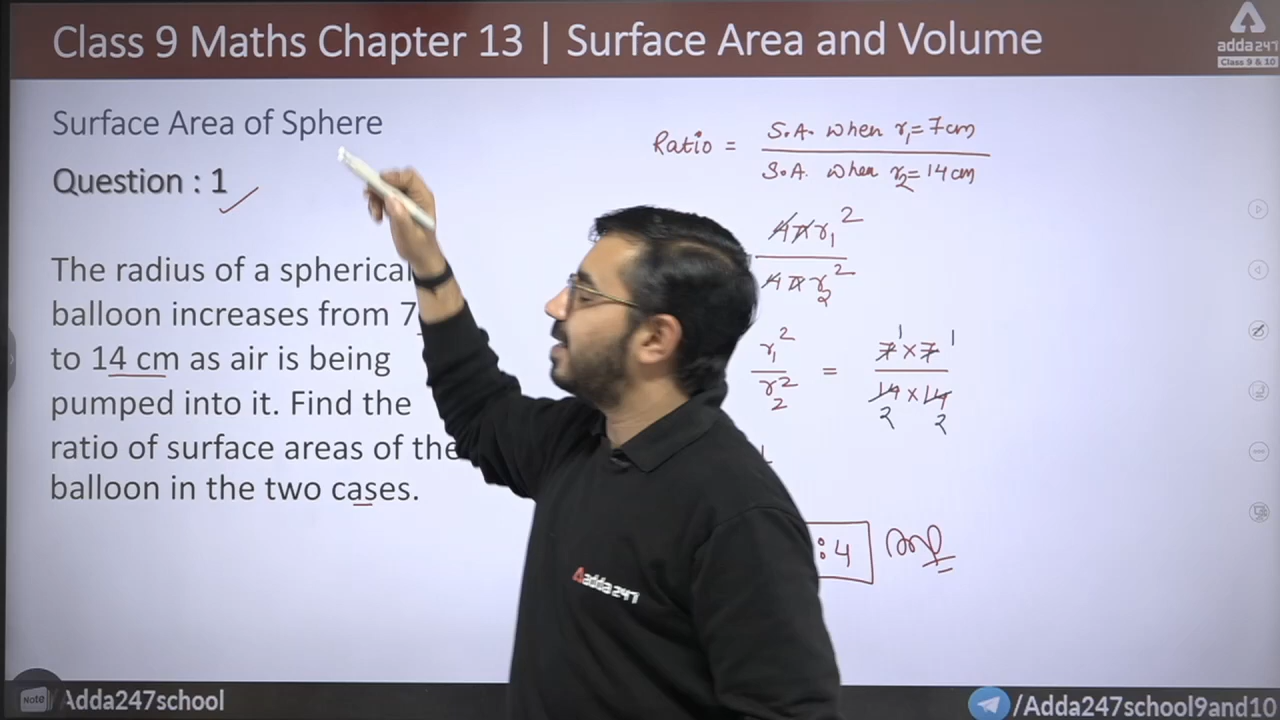 Class 9 Maths Chapter 13 | Surface Area and Volume
adda247
Class 9 & 10
Surface Area of Sphere
Question : 1
The radius of a spherical
balloon increases from 7
to 14 cm as air is being
pumped into it. Find the
ratio of surface areas of the
balloon in the two cases.
Ratio = S.A. when r₁ = 7cm
S.A. when r₂ = 14 cm
4πr₁²
4πr₂²
r₁² = 7 1 × 7 1
r₂² 14 2 × 14 2
: 4
adda247
Note
Adda247school
/Adda247school9and10